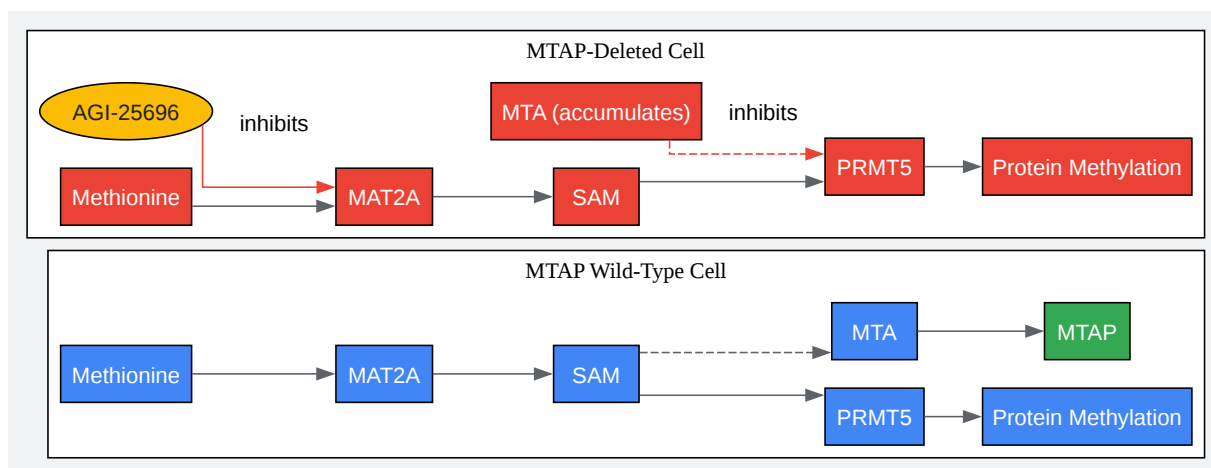 MTAP-Deleted Cell
AGI-25696
inhibits
MTA (accumulates)
inhibits
Methionine
MAT2A
SAM
PRMT5
Protein Methylation
MTAP Wild-Type Cell
Methionine
MAT2A
SAM
MTA
MTAP
PRMT5
Protein Methylation